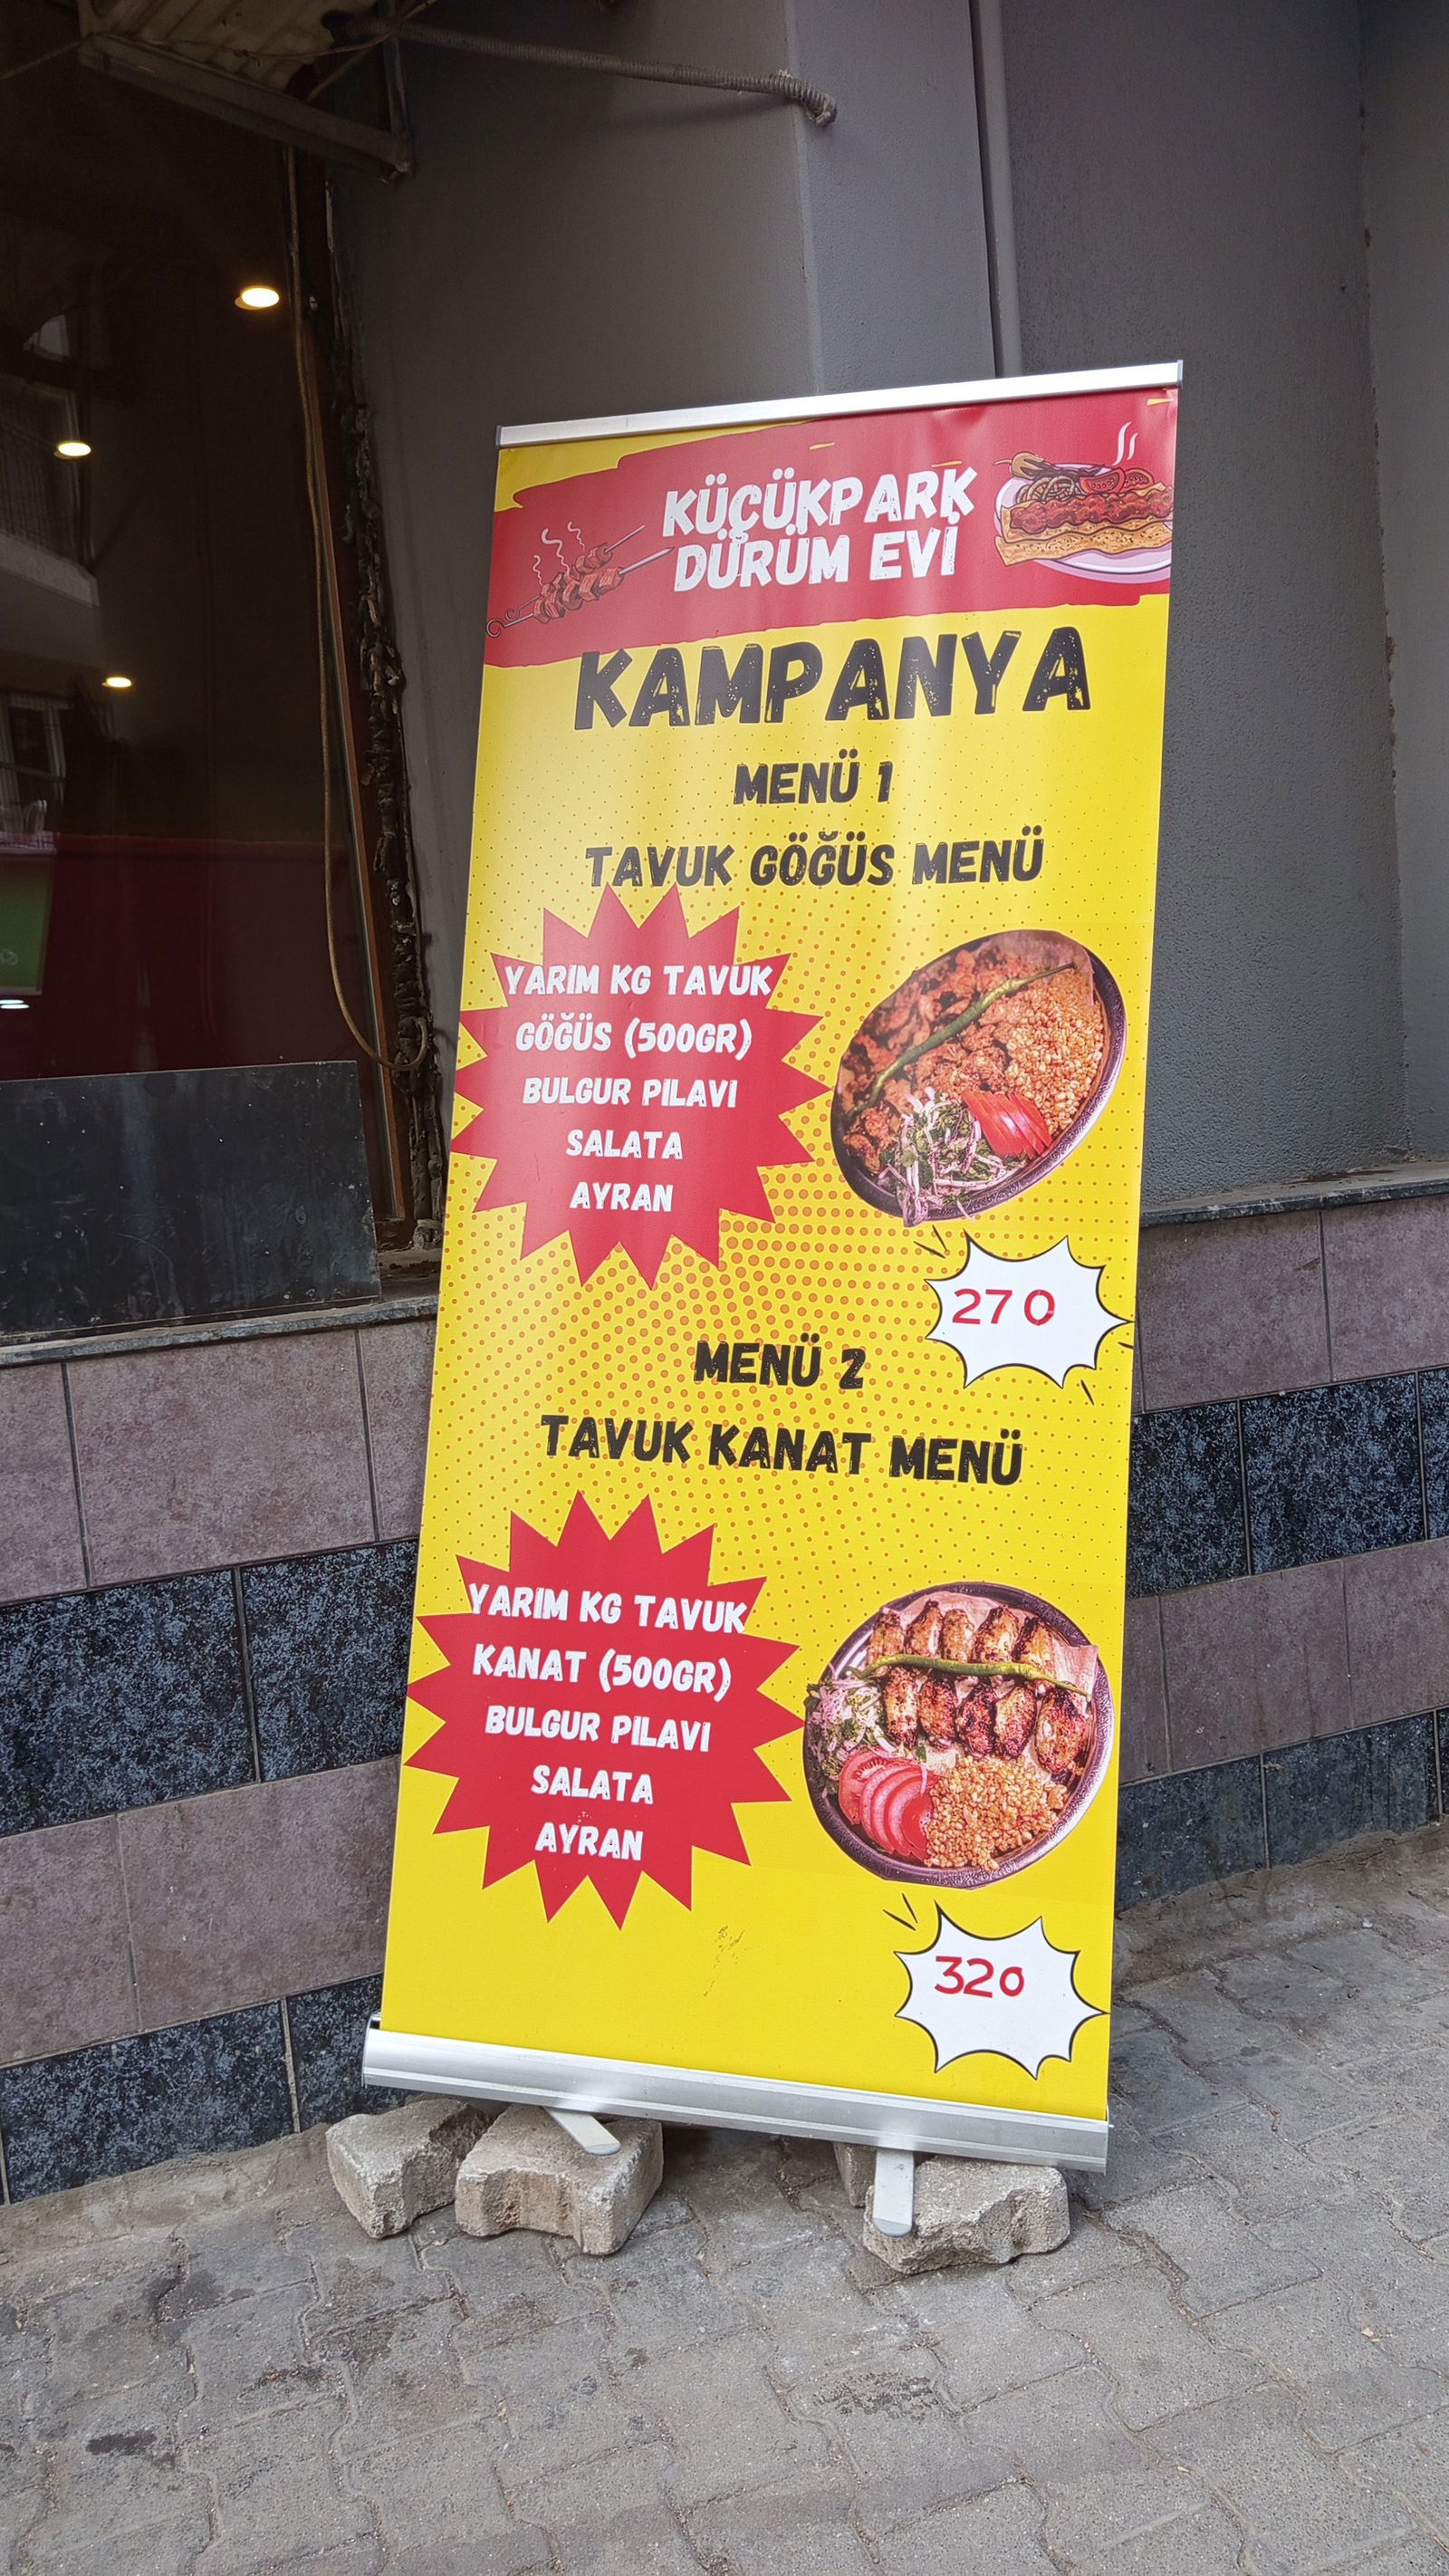 KÜÇÜKPARK
DÜRÜM EVİ
KAMPANYA
MENÜ 1
TAVUK GÖĞÜS MENÜ
YARIM KG TAVUK
GÖĞÜS (500GR)
BULGUR PILAVI
SALATA
AYRAN
270
MENÜ 2
TAVUK KANAT MENÜ
YARIM KG TAVUK
KANAT (500GR)
BULGUR PILAVI
SALATA
AYRAN
320